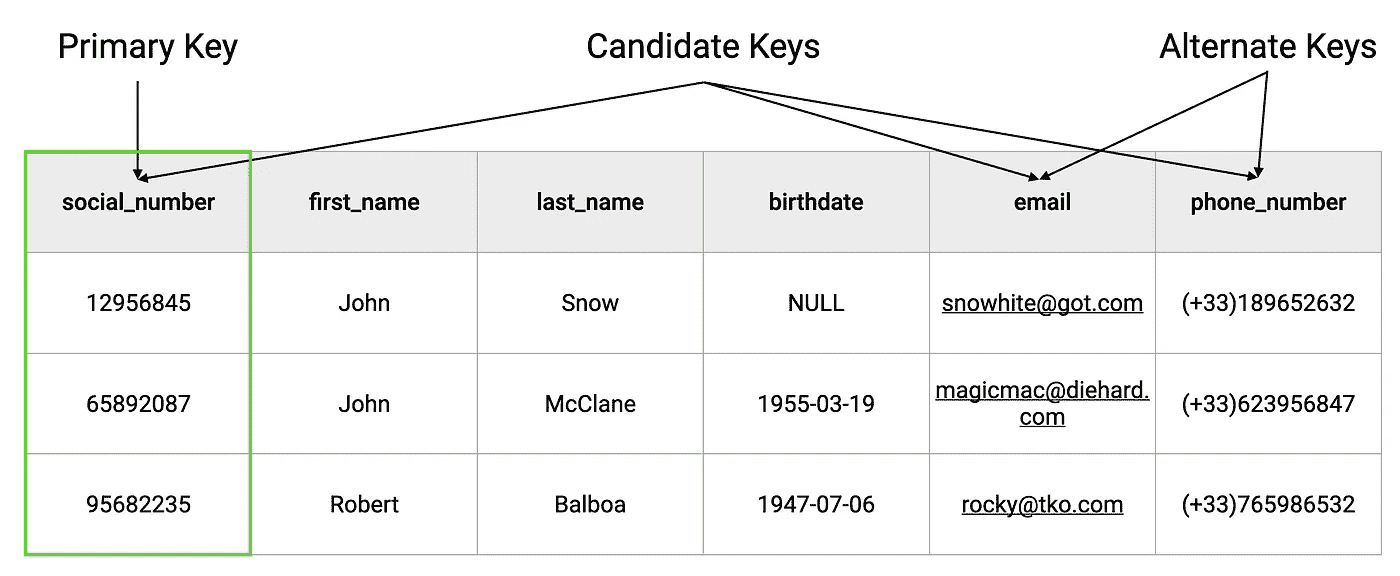 Primary Key Candidate Keys Alternate Keys
social_number first_name last_name birthdate email phone_number
12956845 John Snow NULL snowhite@got.com (+33)189652632
65892087 John McClane 1955-03-19 magicmac@diehard.
com (+33)623956847
95682235 Robert Balboa 1947-07-06 rocky@tko.com (+33)765986532